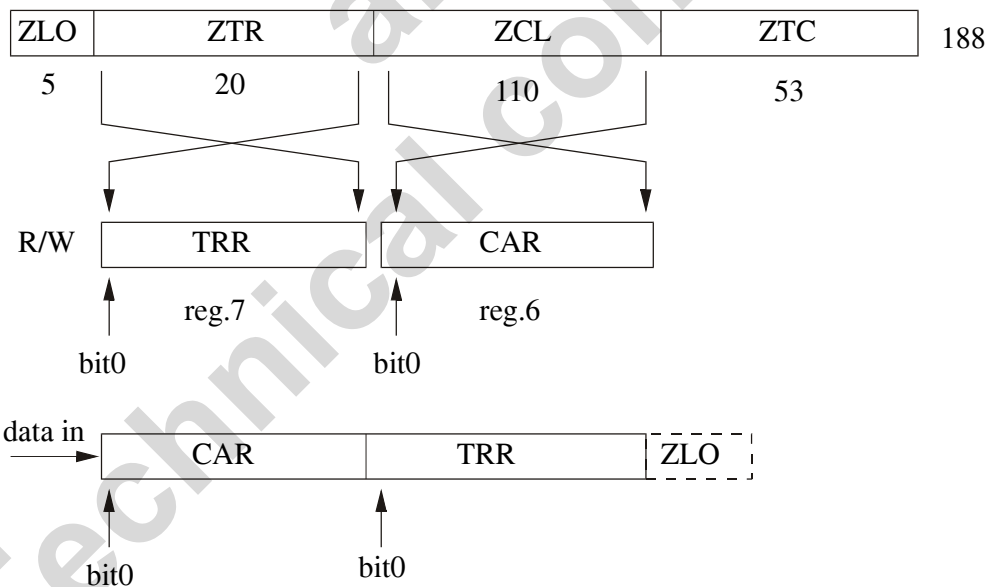 ZLO ZTR ZCL ZTC 188
5 20 110 53
R/W TRR CAR
reg.7 reg.6
bit0 bit0
data in
CAR TRR ZLO
bit0 bit0